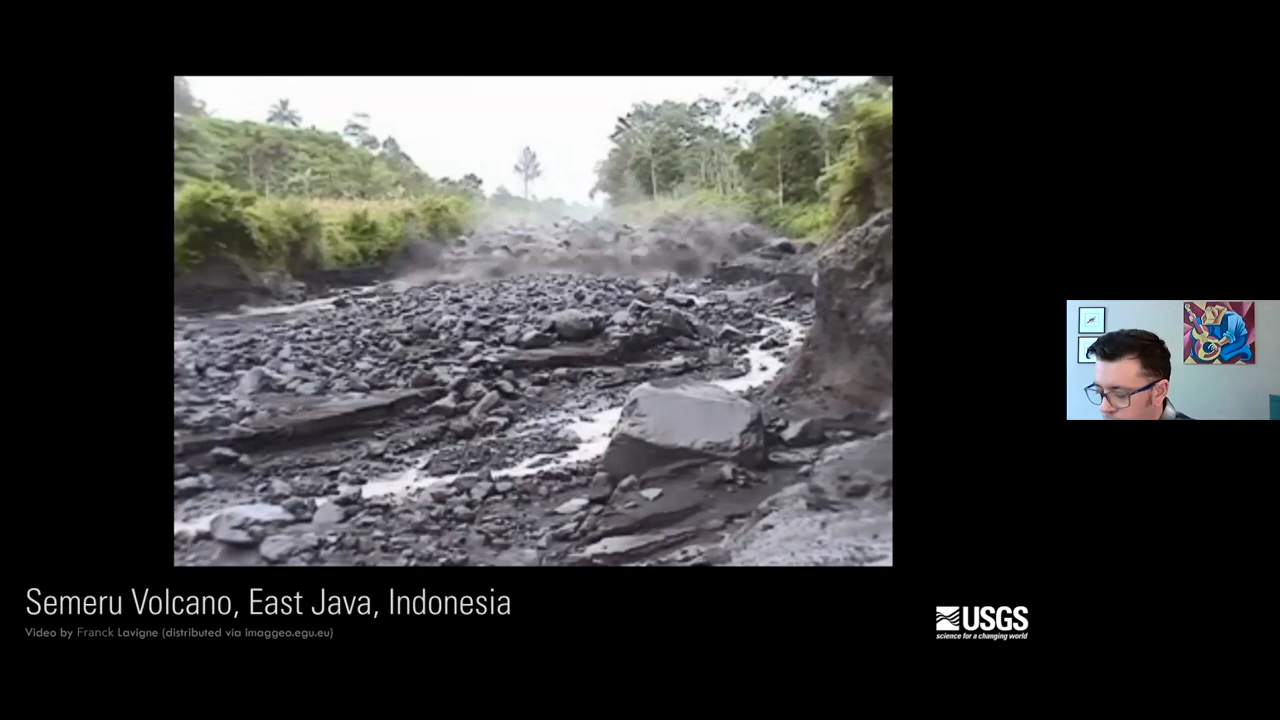 Semeru Volcano, East Java, Indonesia
Video by Franck Lavigne (distributed via imaggeo.egu.eu)
USGS
science for a changing world